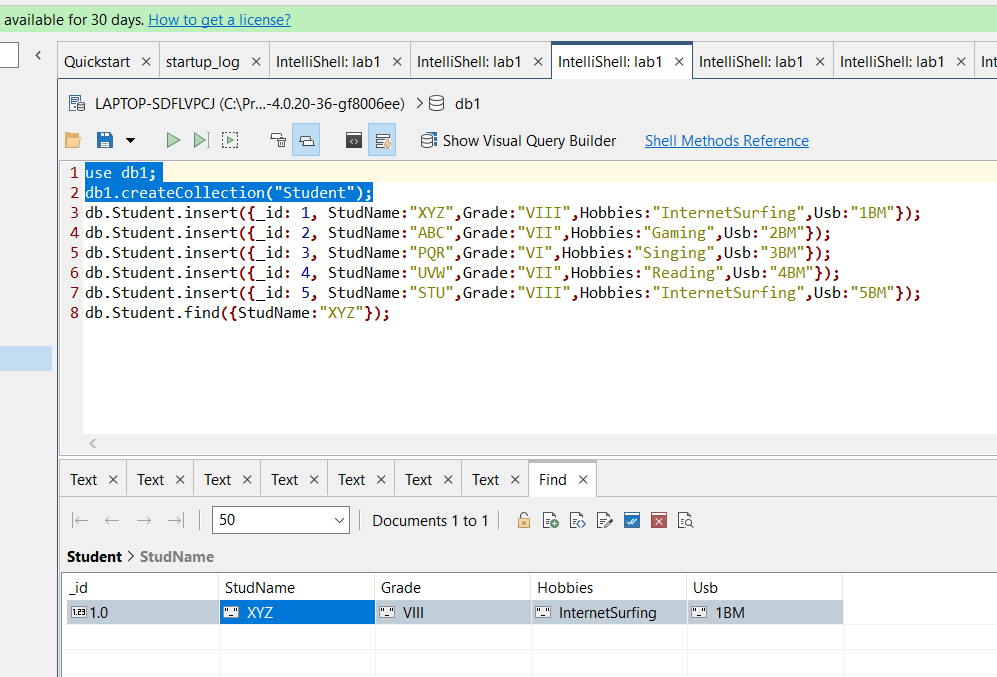 available for 30 days. How to get a license?
Quickstart startup_log IntelliShell: lab1 IntelliShell: lab1 IntelliShell: lab1 IntelliShell: lab1 IntelliShell: lab1 Int
LAPTOP-SDFLVPCJ (C:\Pr...-4.0.20-36-gf8006ee) db1
Show Visual Query Builder Shell Methods Reference
1 use db1;
2 db1.createCollection("Student");
3 db.Student.insert({_id: 1, StudName:"XYZ",Grade:"VIII",Hobbies:"InternetSurfing",Usb:"1BM"});
4 db.Student.insert({_id: 2, StudName:"ABC",Grade:"VII",Hobbies:"Gaming",Usb:"2BM"});
5 db.Student.insert({_id: 3, StudName:"PQR",Grade:"VI",Hobbies:"Singing",Usb:"3BM"});
6 db.Student.insert({_id: 4, StudName:"UVW",Grade:"VII",Hobbies:"Reading",Usb:"4BM"});
7 db.Student.insert({_id: 5, StudName:"STU",Grade:"VIII",Hobbies:"InternetSurfing",Usb:"5BM"});
8 db.Student.find({StudName:"XYZ"});
Text Text Text Text Text Text Text Find
50 Documents 1 to 1
Student > StudName
_id StudName Grade Hobbies Usb
1.0 XYZ VIII InternetSurfing 1BM